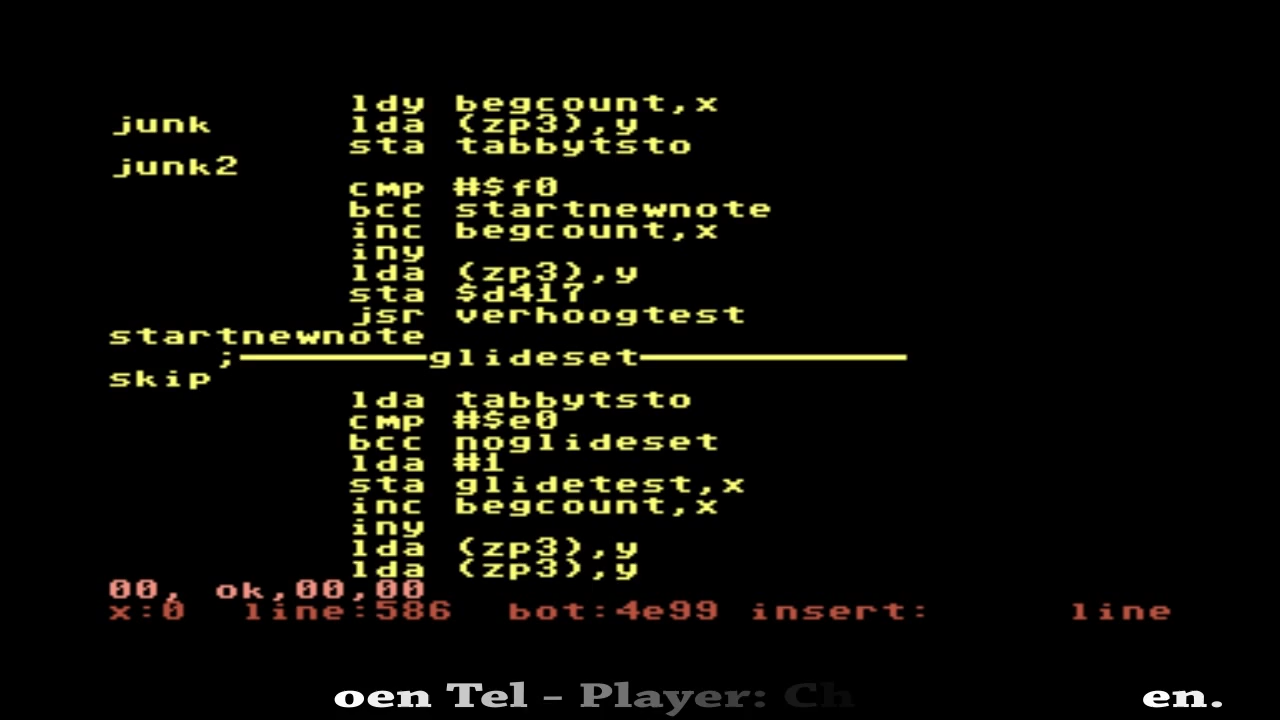 ldy begcount,x
junk lda (zp3),y
sta tabbytsto
junk2
cmp #$f0
bcc startnewnote
inc begcount,x
iny
lda (zp3),y
sta $d417
jsr verhoogtest
startnewnote
;———————glideset——————————
skip
lda tabbytsto
cmp #$e0
bcc noglideset
lda #1
sta glidetest,x
inc begcount,x
iny
lda (zp3),y
lda (zp3),y
00, ok,00,00
x:0 line:586 bot:4e99 insert: line
oen Tel – Player: Ch en.